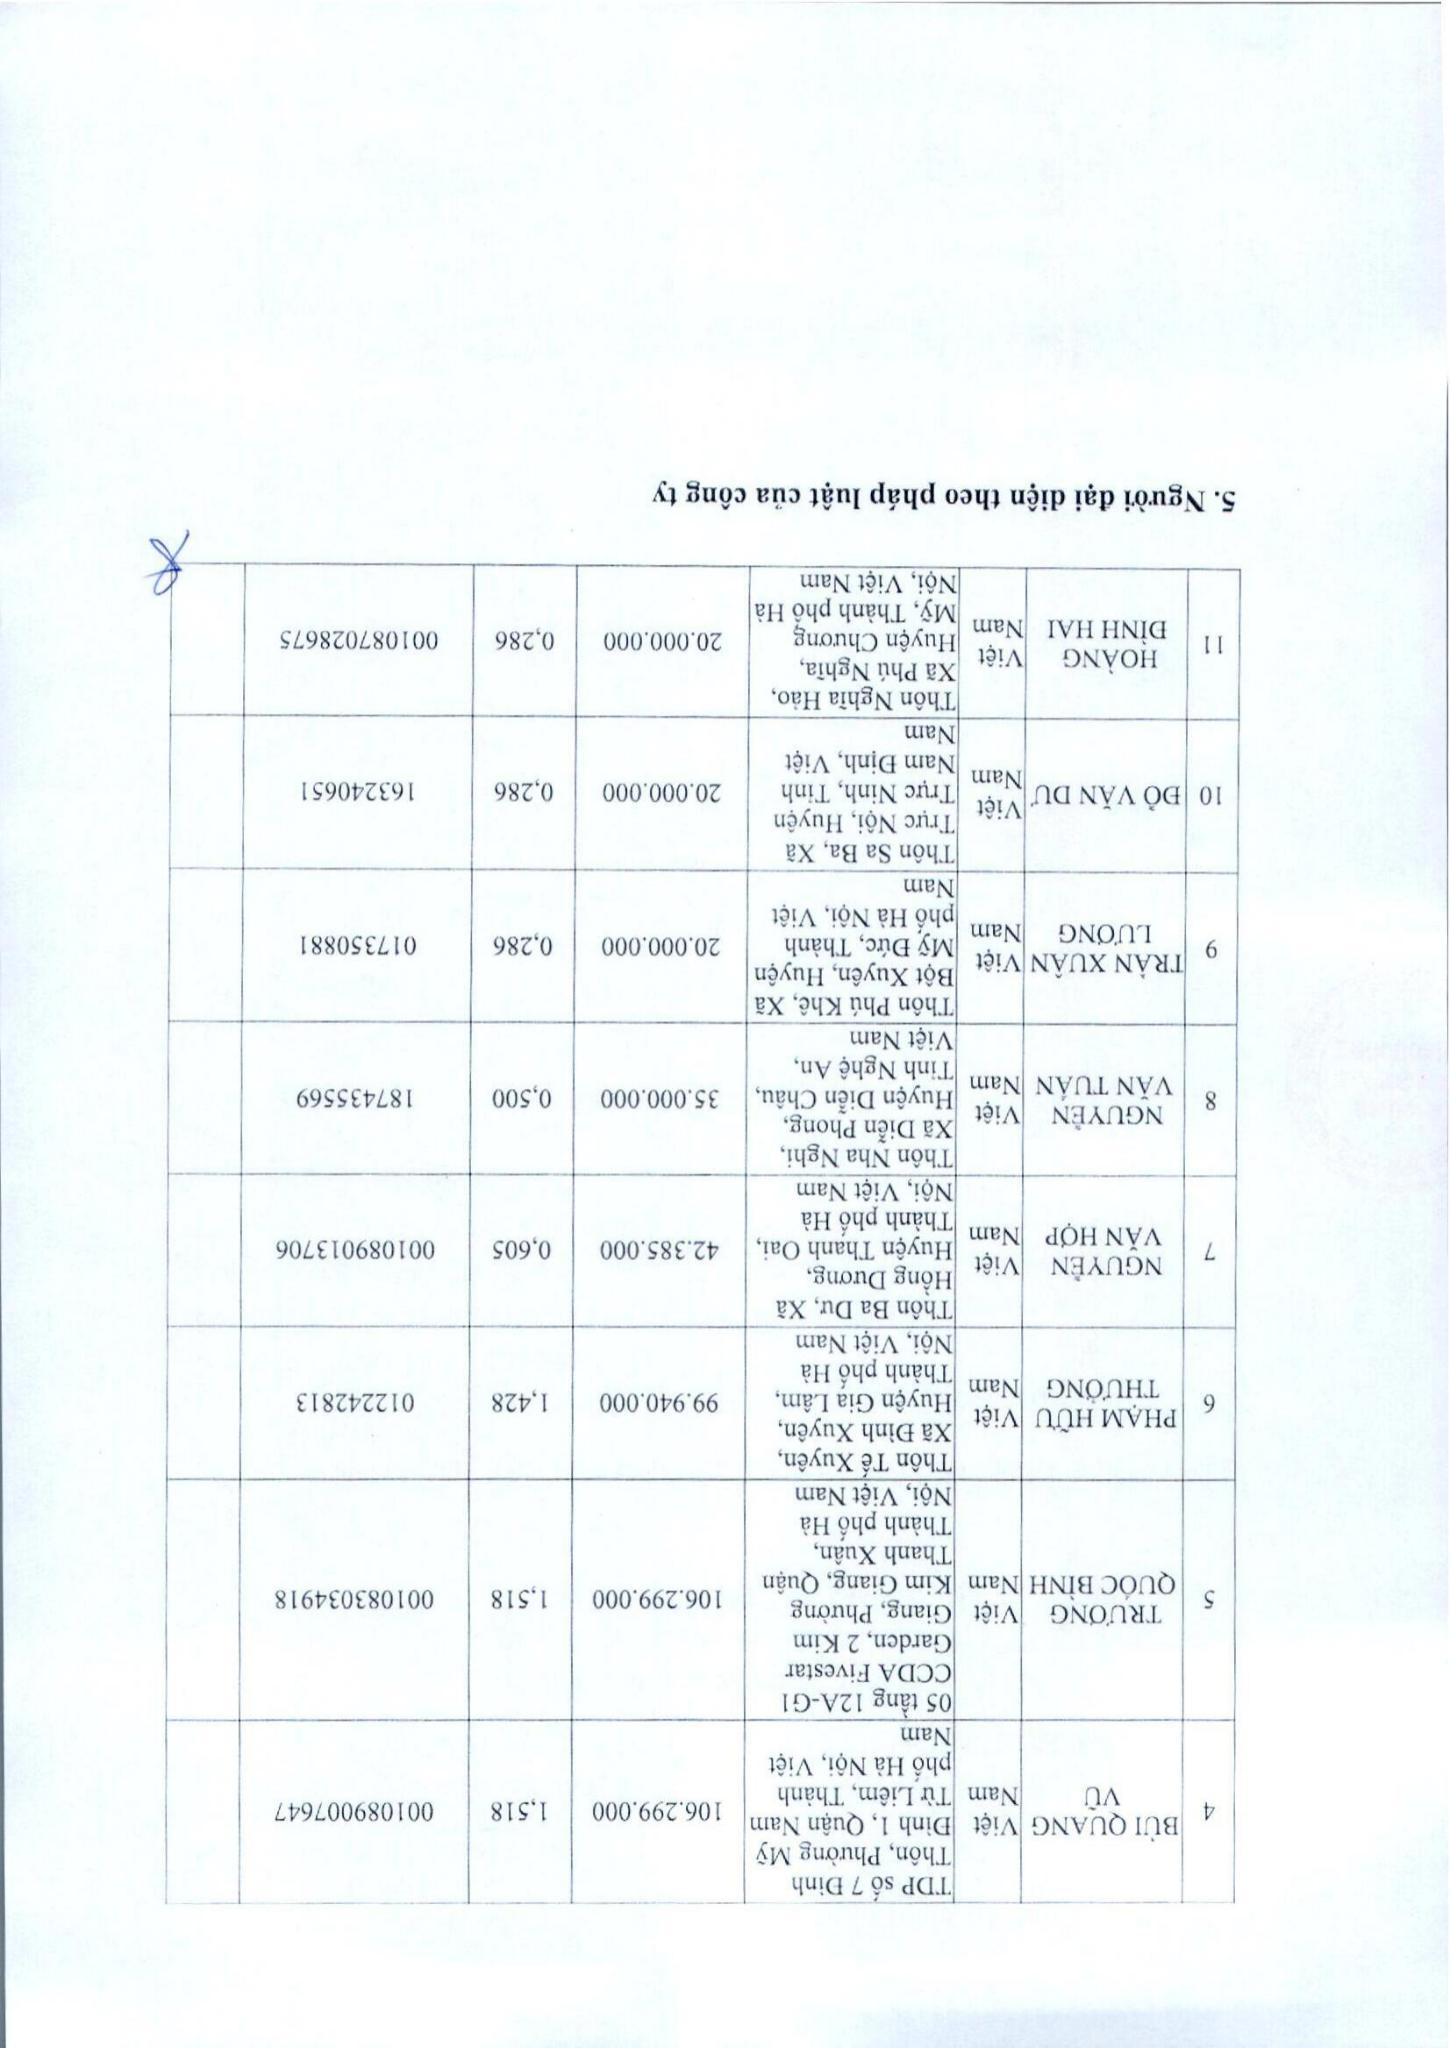 4
BÙI QUANG
VŨ
Việt
Nam
TDP số 7 Đình
Thôn, Phường Mỹ
Đình 1, Quận Nam
Từ Liêm, Thành
phố Hà Nội, Việt
Nam
106.299.000
1,518
001089007647
5
TRƯƠNG
QUỐC BÌNH
Việt
Nam
05 tầng 12A-G1
CCDA Fivestar
Garden, 2 Kim
Giang, Phường
Kim Giang, Quận
Thanh Xuân,
Thành phố Hà
Nội, Việt Nam
106.299.000
1,518
001083034918
6
PHẠM HỮU
THƯỞNG
Việt
Nam
Thôn Tế Xuyên,
Xã Đình Xuyên,
Huyện Gia Lâm,
Thành phố Hà
Nội, Việt Nam
99.940.000
1,428
012242813
7
NGUYỄN
VĂN HỢP
Việt
Nam
Thôn Ba Dư, Xã
Hồng Dương,
Huyện Thanh Oai,
Thành phố Hà
Nội, Việt Nam
42.385.000
0,605
001089013706
8
NGUYỄN
VĂN TUẤN
Việt
Nam
Thôn Nha Nghi,
Xã Diễn Phong,
Huyện Diễn Châu,
Tỉnh Nghệ An,
Việt Nam
35.000.000
0,500
187435569
9
TRẦN XUÂN
LƯƠNG
Việt
Nam
Thôn Phú Khê, Xã
Bột Xuyên, Huyện
Mỹ Đức, Thành
phố Hà Nội, Việt
Nam
20.000.000
0,286
017350881
10
ĐỖ VĂN DƯ
Việt
Nam
Thôn Sa Ba, Xã
Trực Nội, Huyện
Trực Ninh, Tỉnh
Nam Định, Việt
Nam
20.000.000
0,286
163240651
11
HOÀNG
ĐÌNH HẢI
Việt
Nam
Thôn Nghĩa Hảo,
Xã Phú Nghĩa,
Huyện Chương
Mỹ, Thành phố Hà
Nội, Việt Nam
20.000.000
0,286
001087028675
5. Người đại diện theo pháp luật của công ty